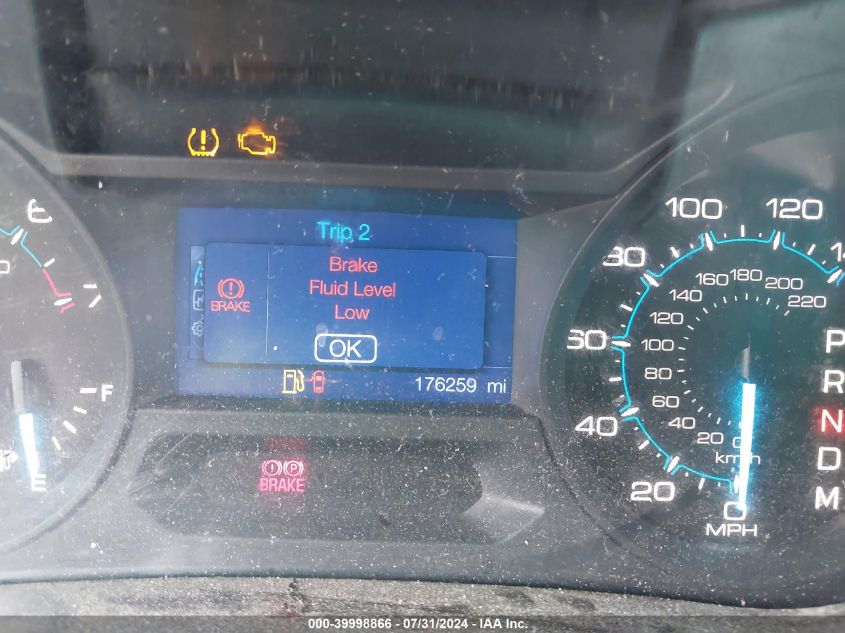 Trip 2
Brake
Fluid Level
Low
BRAKE
OK
176259 mi
P BRAKE
6
7
F
E
100 120
80
60
40
20
0
MPH
20
40
60
80
100
120
140
160
180
200
220
0
km/h
P
R
N
D
M
000-39998866 / 07/31/2024 - IAA Inc.